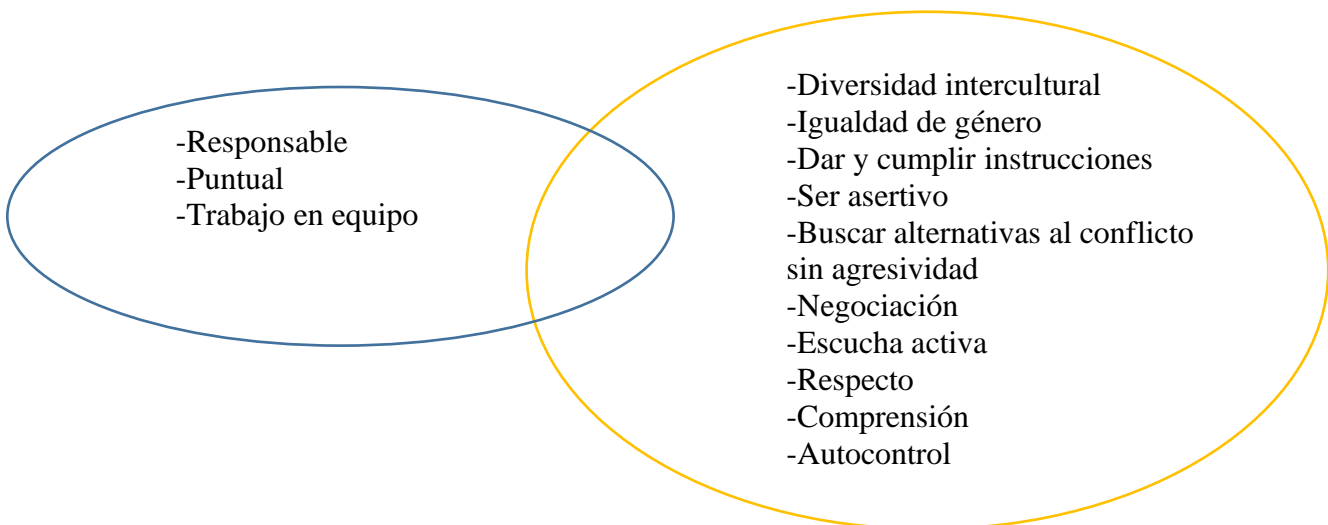 -Responsable
-Puntual
-Trabajo en equipo
-Diversidad intercultural
-Igualdad de género
-Dar y cumplir instrucciones
-Ser asertivo
-Buscar alternativas al conflicto
sin agresividad
-Negociación
-Escucha activa
-Respecto
-Comprensión
-Autocontrol